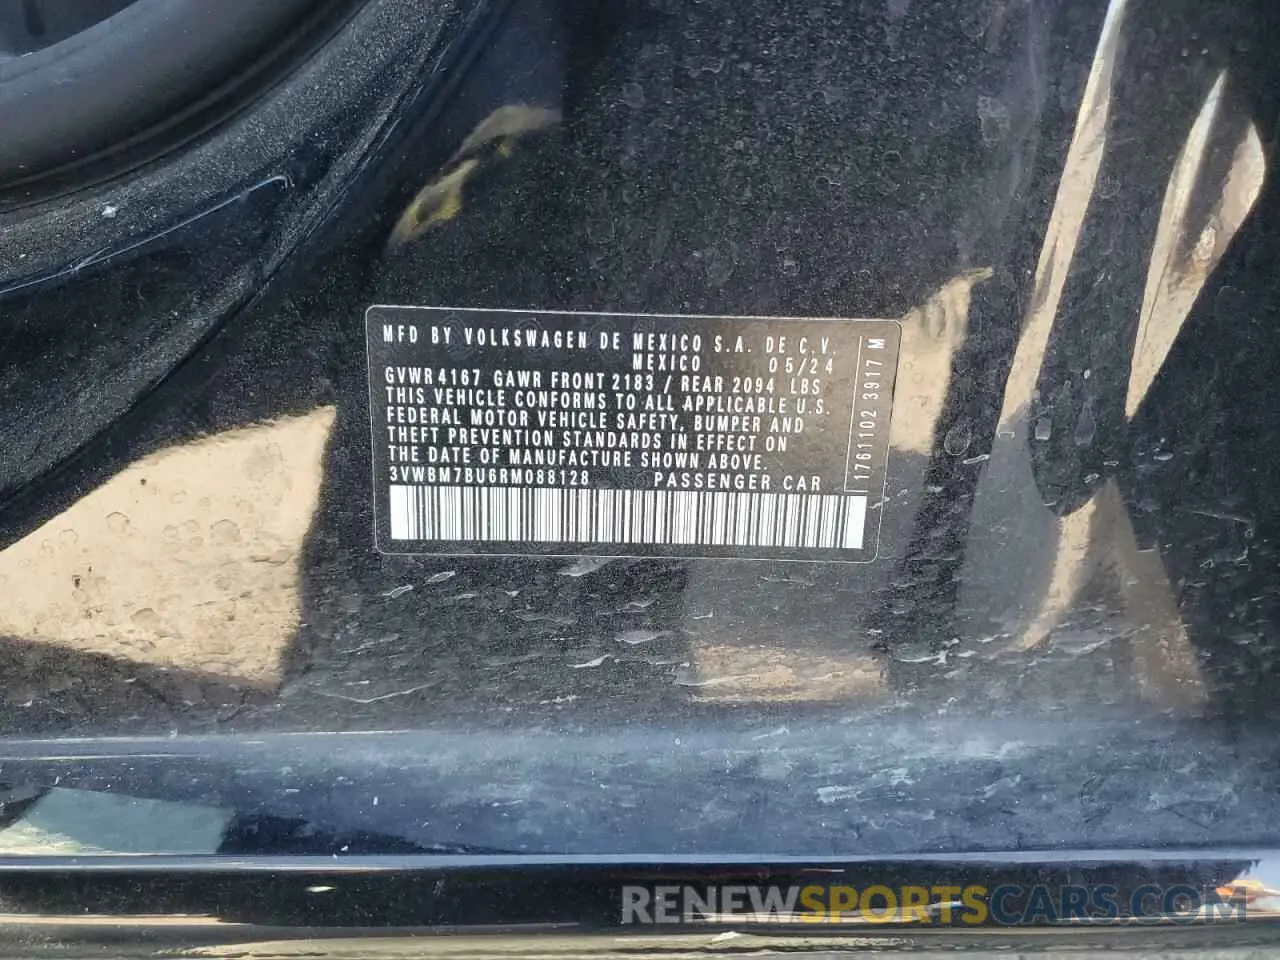 MFD BY VOLKSWAGEN DE MEXICO S.A. DE C.V.
MEXICO 05/24
GVWR 4167 GAWR FRONT 2183 / REAR 2094 LBS
THIS VEHICLE CONFORMS TO ALL APPLICABLE U.S.
FEDERAL MOTOR VEHICLE SAFETY, BUMPER AND
THEFT PREVENTION STANDARDS IN EFFECT ON
THE DATE OF MANUFACTURE SHOWN ABOVE.
3VWBM7BU6RM088128 PASSENGER CAR
1761102 3917 M
RENEWSPORTSCARS.COM